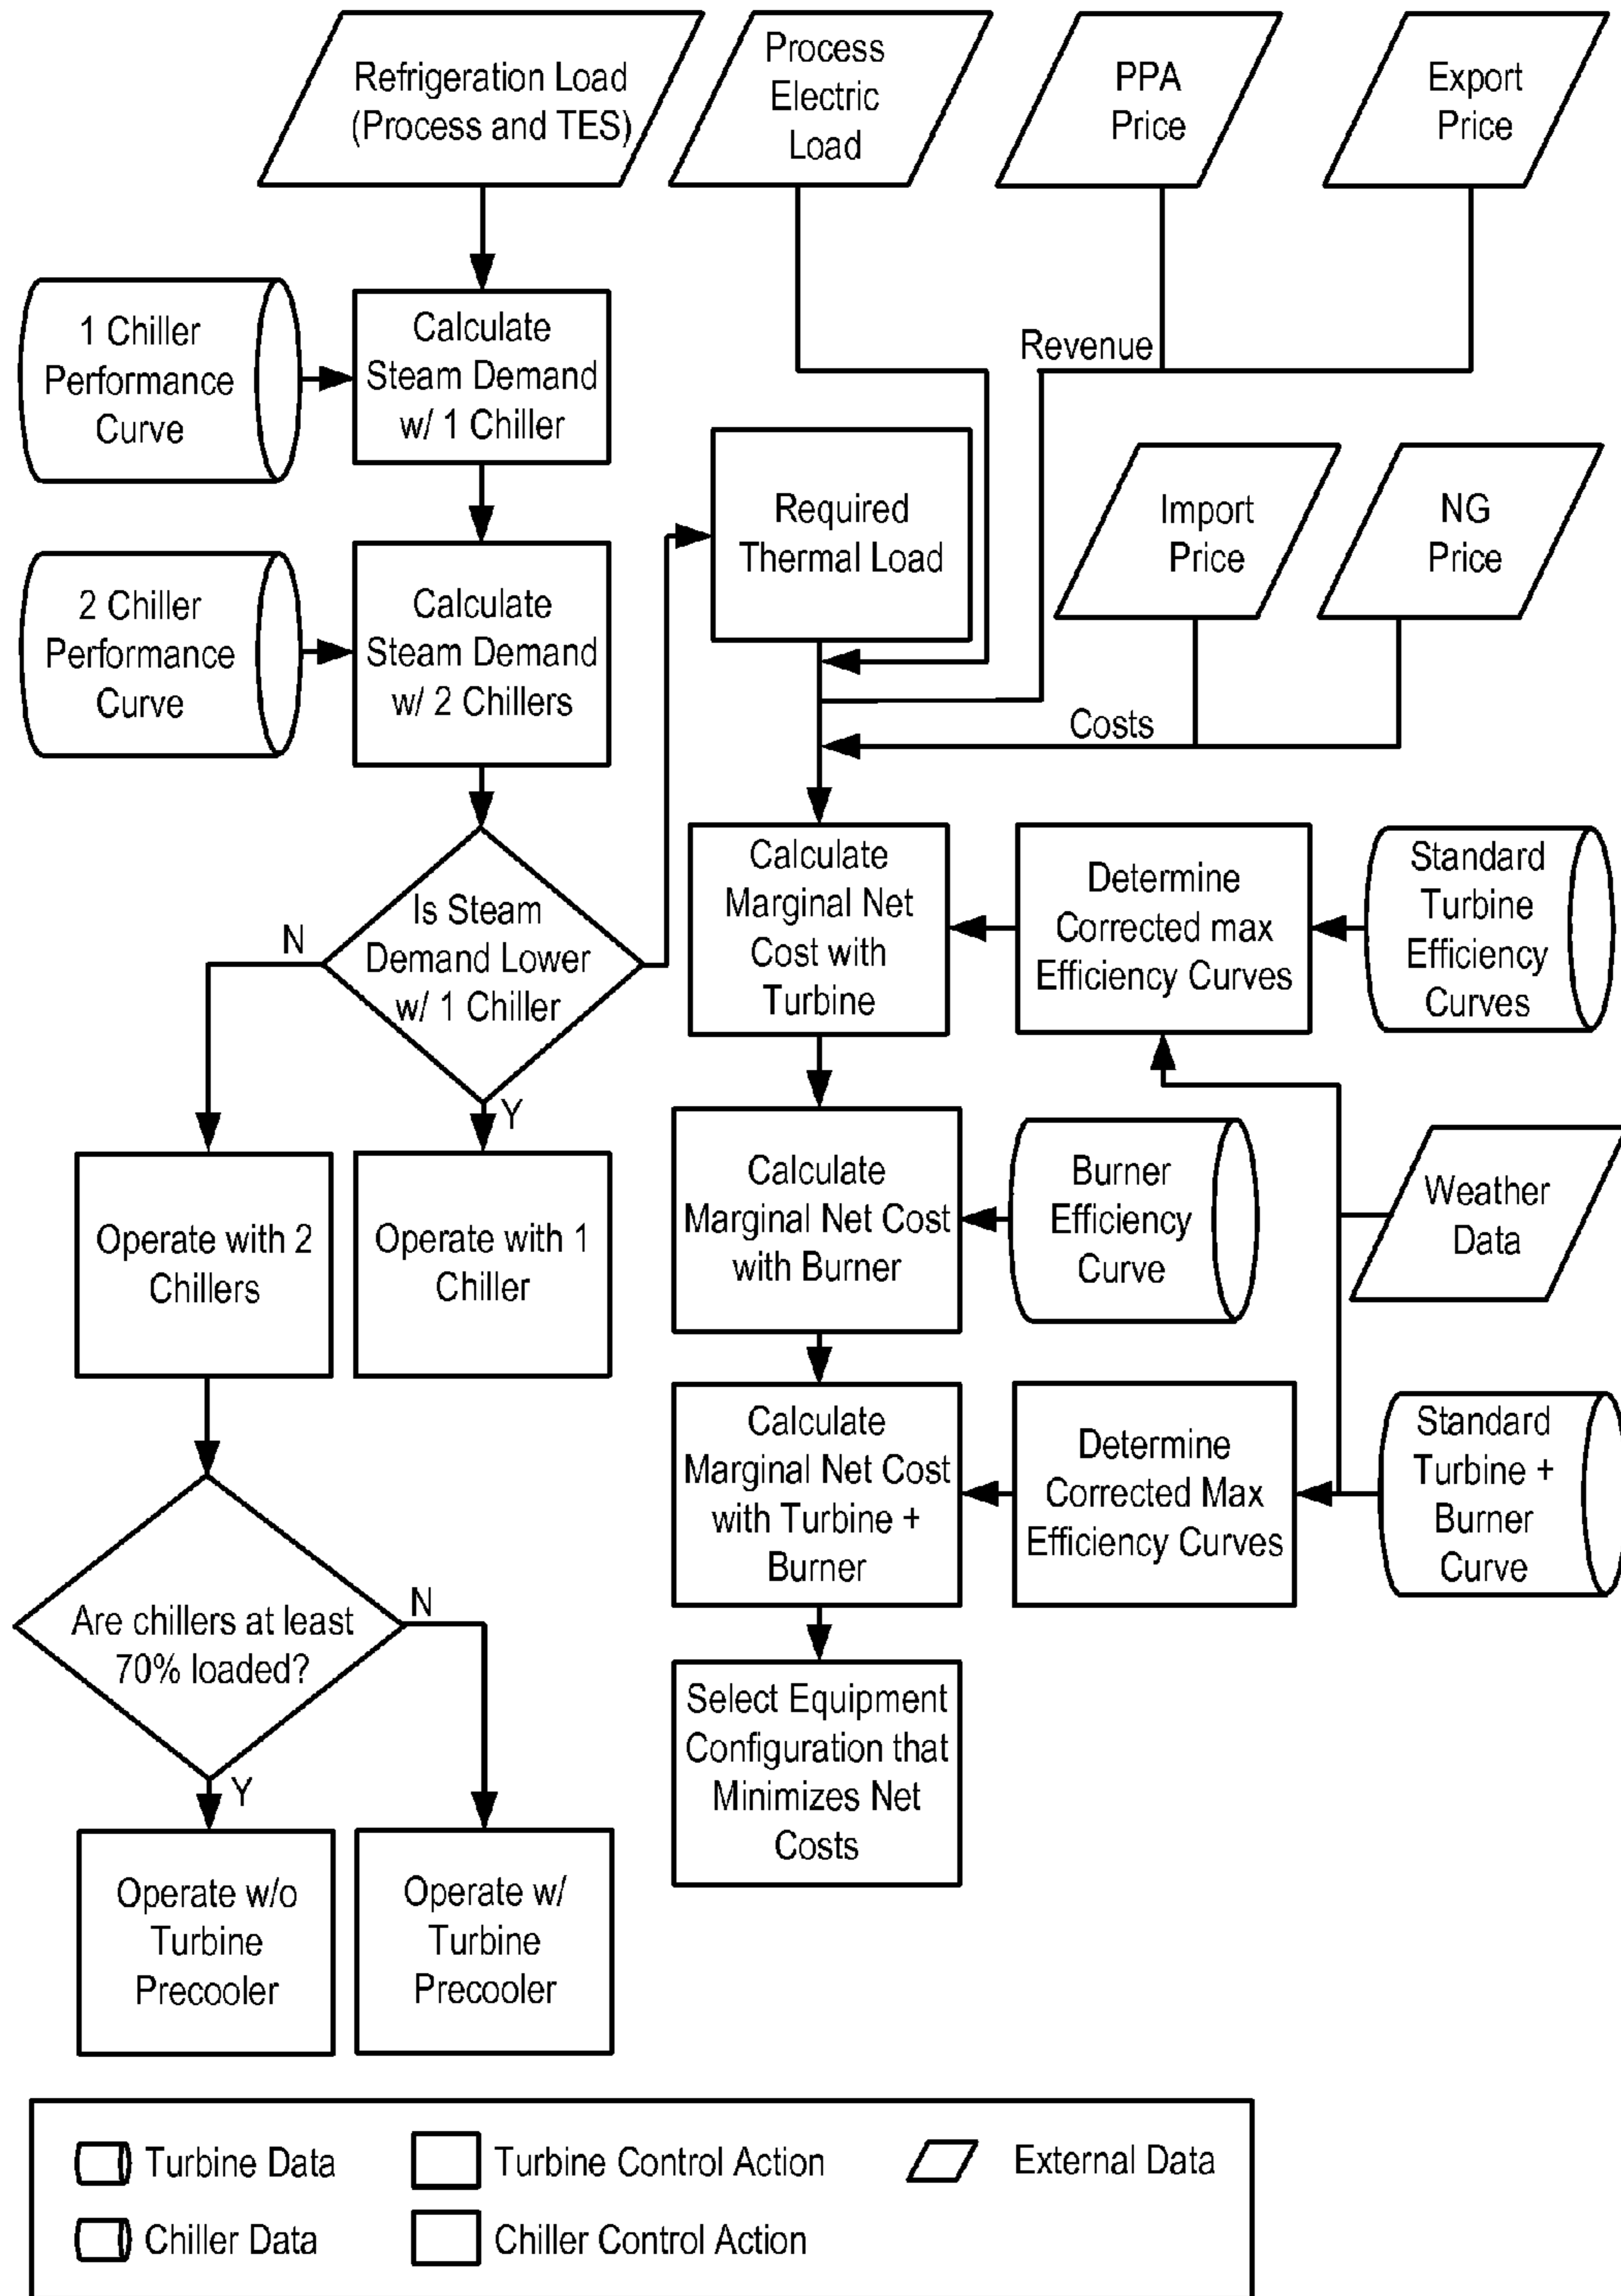 Refrigeration Load
(Process and TES)
Process
Electric
Load
PPA
Price
Export
Price
1 Chiller
Performance
Curve
Calculate
Steam Demand
w/ 1 Chiller
Revenue
Required
Thermal Load
Import
Price
NG
Price
2 Chiller
Performance
Curve
Calculate
Steam Demand
w/ 2 Chillers
Costs
Is Steam
Demand Lower
w/ 1 Chiller
N
Y
Calculate
Marginal Net
Cost with
Turbine
Determine
Corrected max
Efficiency Curves
Standard
Turbine
Efficiency
Curves
Operate with 2
Chillers
Operate with 1
Chiller
Calculate
Marginal Net Cost
with Burner
Burner
Efficiency
Curve
Weather
Data
Calculate
Marginal Net Cost
with Turbine +
Burner
Determine
Corrected Max
Efficiency Curves
Standard
Turbine +
Burner
Curve
Are chillers at least
70% loaded?
N
Y
Select Equipment
Configuration that
Minimizes Net
Costs
Operate w/o
Turbine
Precooler
Operate w/
Turbine
Precooler
Turbine Data
Turbine Control Action
External Data
Chiller Data
Chiller Control Action